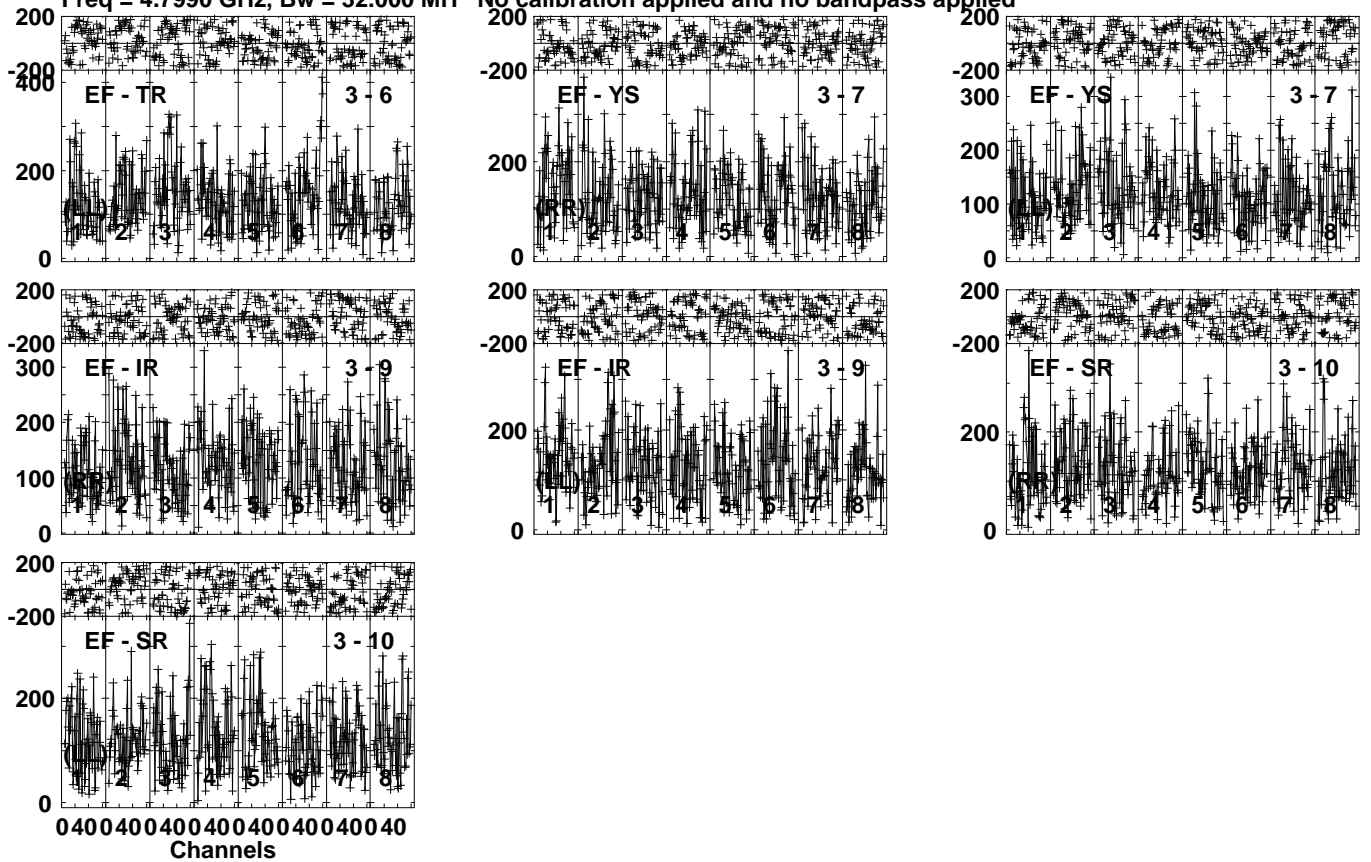 Freq = 4.7990 GHz, Bw = 32.000 MH No calibration applied and no bandpass applied
200
-200
400
200
0
EF - TR 3 - 6
(LL)
1 2 3 4 5 6 7 8
200
-200
200
0
EF - YS 3 - 7
(RR)
1 2 3 4 5 6 7 8
200
-200
300
200
100
0
EF - YS 3 - 7
(LL)
1 2 3 4 5 6 7 8
200
-200
300
200
100
0
EF - IR 3 - 9
(RR)
1 2 3 4 5 6 7 8
200
-200
200
0
EF - IR 3 - 9
(LL)
1 2 3 4 5 6 7 8
200
-200
200
0
EF - SR 3 - 10
(RR)
1 2 3 4 5 6 7 8
200
-200
200
0
EF - SR 3 - 10
(LL)
1 2 3 4 5 6 7 8
0 40 0 40 0 40 0 40 0 40 0 40 0 40 0 40
Channels